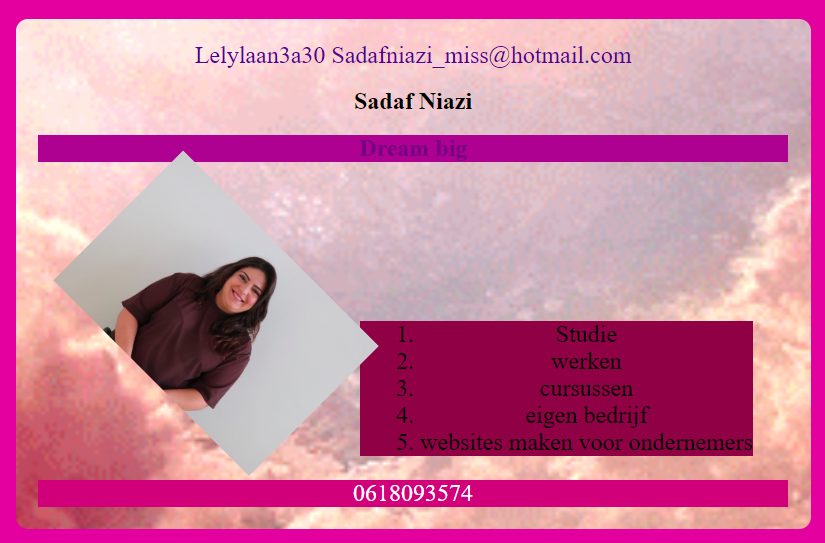 Lelylaan3a30 Sadafniazi_miss@hotmail.com
Sadaf Niazi
Dream big
1. Studie
2. werken
3. cursussen
4. eigen bedrijf
5. websites maken voor ondernemers
0618093574